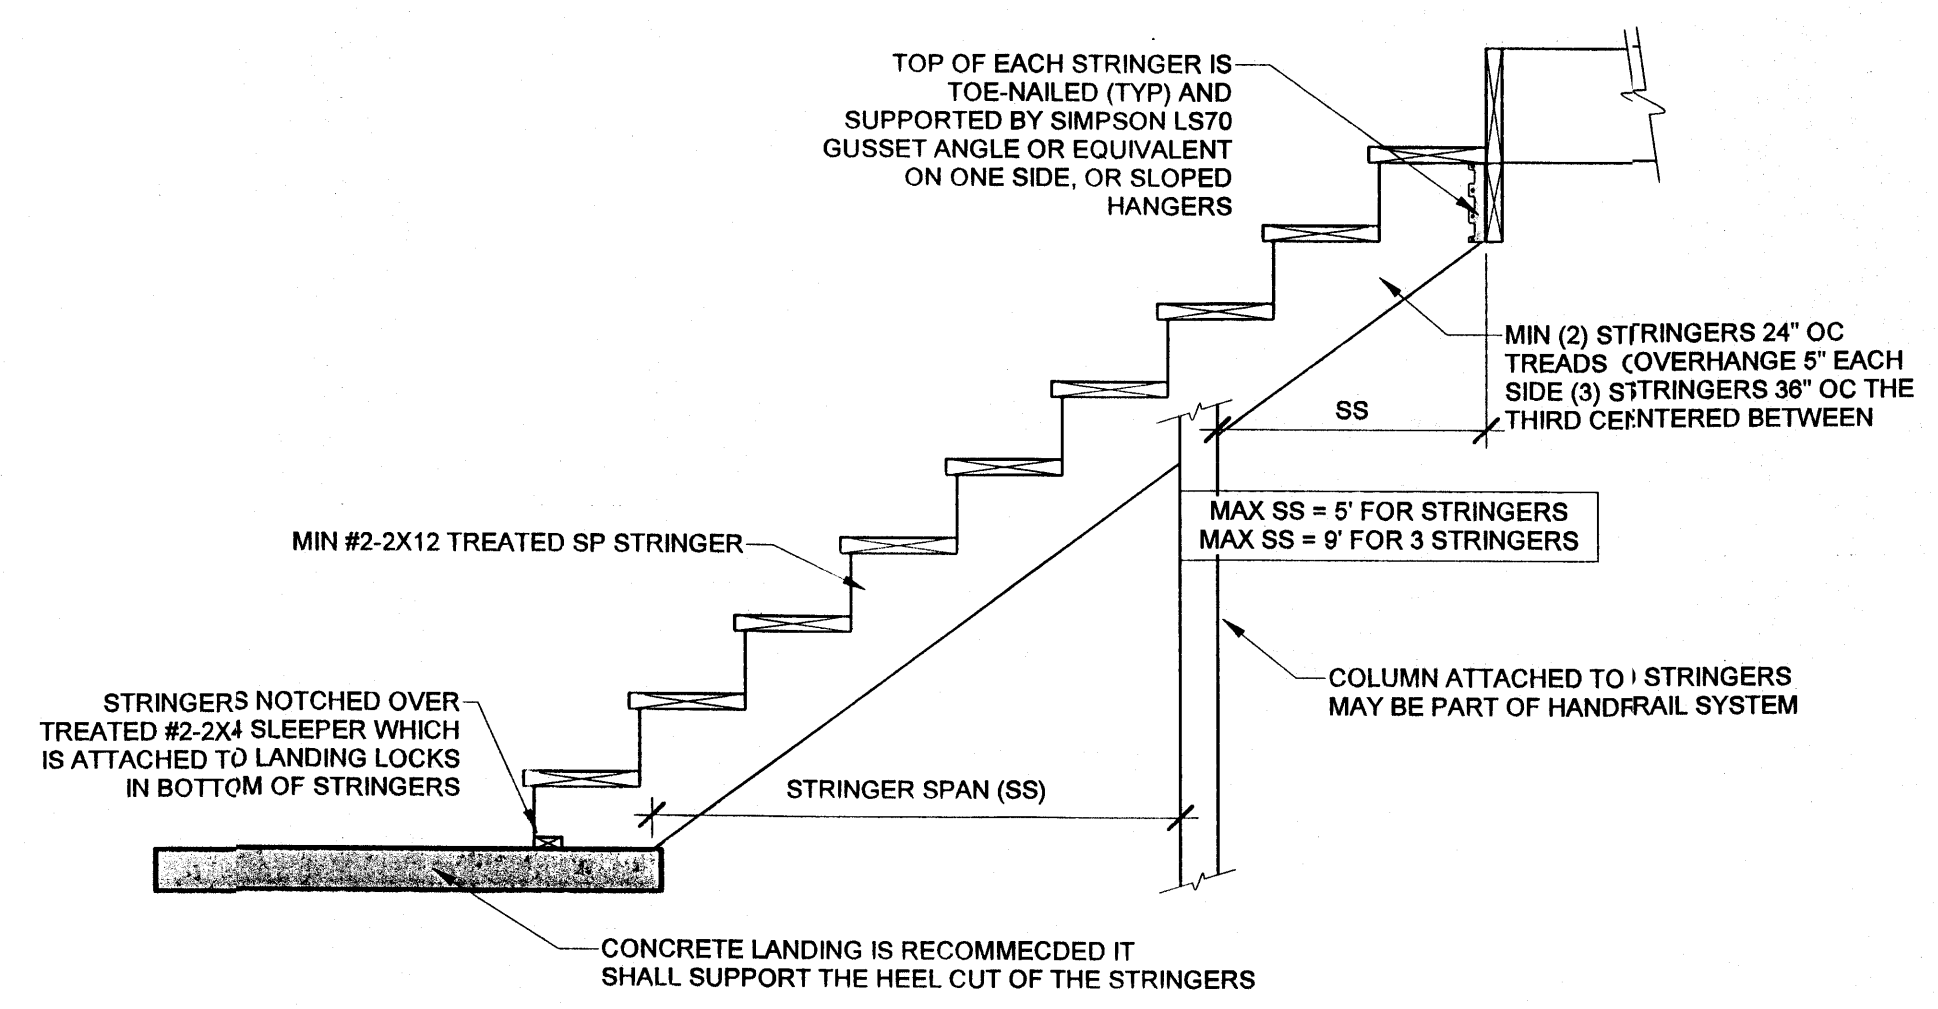 TOP OF EACH STRINGER IS
TOE-NAILED (TYP) AND
SUPPORTED BY SIMPSON LS70
GUSSET ANGLE OR EQUIVALENT
ON ONE SIDE, OR SLOPED
HANGERS
MIN (2) STRINGERS 24" OC
TREADS OVERHANGE 5" EACH
SIDE (3) STRINGERS 36" OC THE
THIRD CENTERED BETWEEN
SS
MAX SS = 5' FOR STRINGERS
MAX SS = 9' FOR 3 STRINGERS
MIN #2-2X12 TREATED SP STRINGER
COLUMN ATTACHED TO STRINGERS
MAY BE PART OF HANDRAIL SYSTEM
STRINGERS NOTCHED OVER
TREATED #2-2X4 SLEEPER WHICH
IS ATTACHED TO LANDING LOCKS
IN BOTTOM OF STRINGERS
STRINGER SPAN (SS)
CONCRETE LANDING IS RECOMMECDED IT
SHALL SUPPORT THE HEEL CUT OF THE STRINGERS